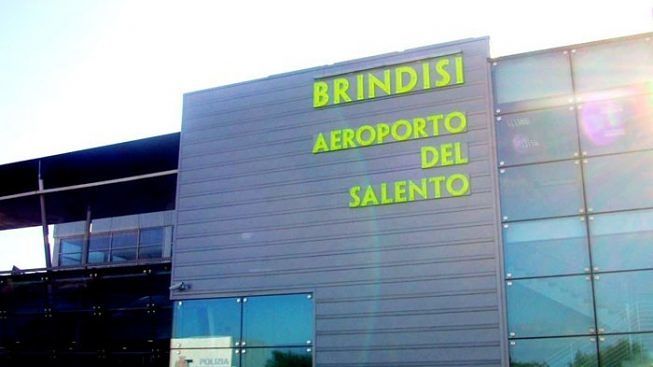 BRINDISI
AEROPORTO
DEL
SALENTO
POLIZIA